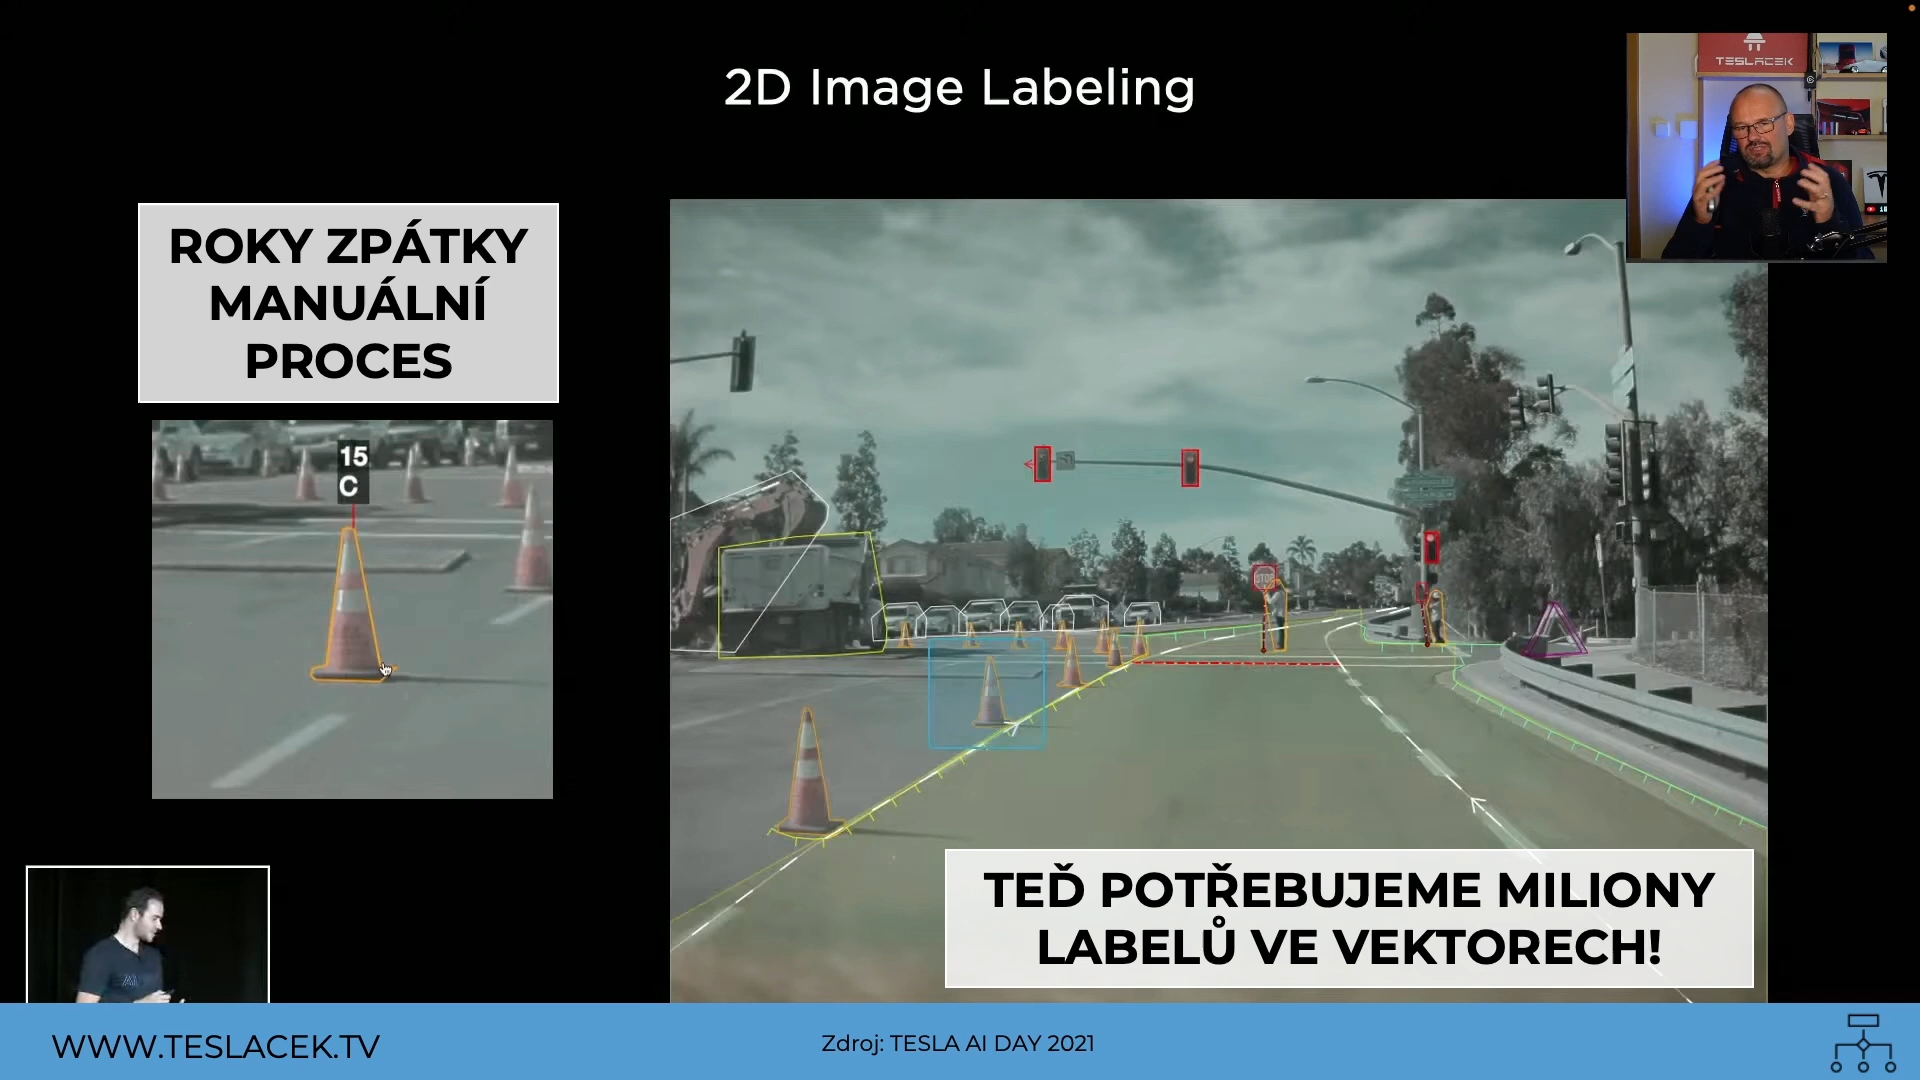 2D Image Labeling
TESLACEK
ROKY ZPÁTKY
MANUÁLNÍ
PROCES
15
C
STOP
TEĎ POTŘEBUJEME MILIONY
LABELŮ VE VEKTORECH!
WWW.TESLACEK.TV
Zdroj: TESLA AI DAY 2021